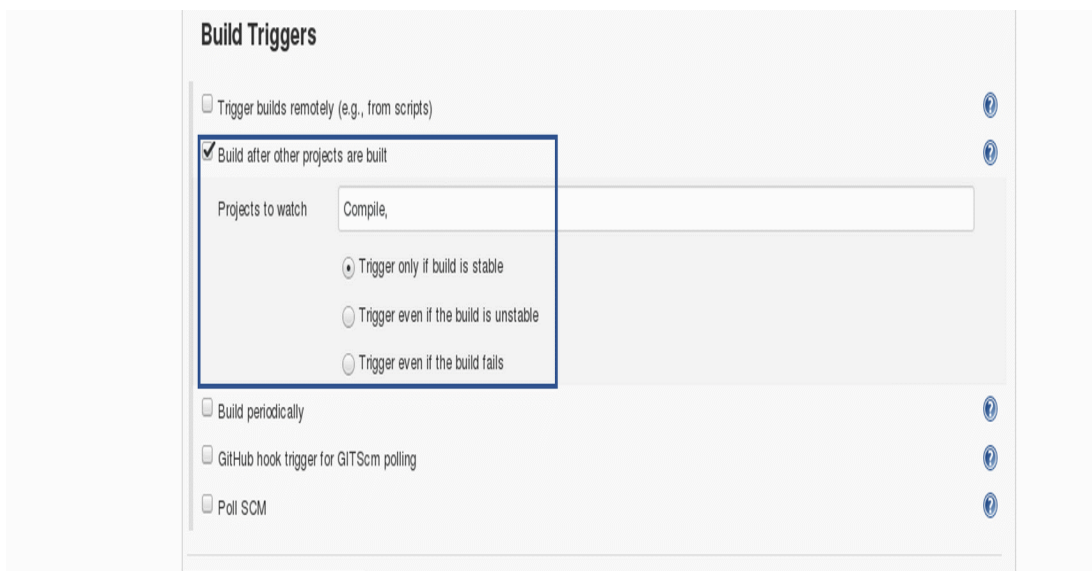 Build Triggers
Trigger builds remotely (e.g., from scripts)
Build after other projects are built
Projects to watch
Compile,
Trigger only if build is stable
Trigger even if the build is unstable
Trigger even if the build fails
Build periodically
GitHub hook trigger for GITScm polling
Poll SCM